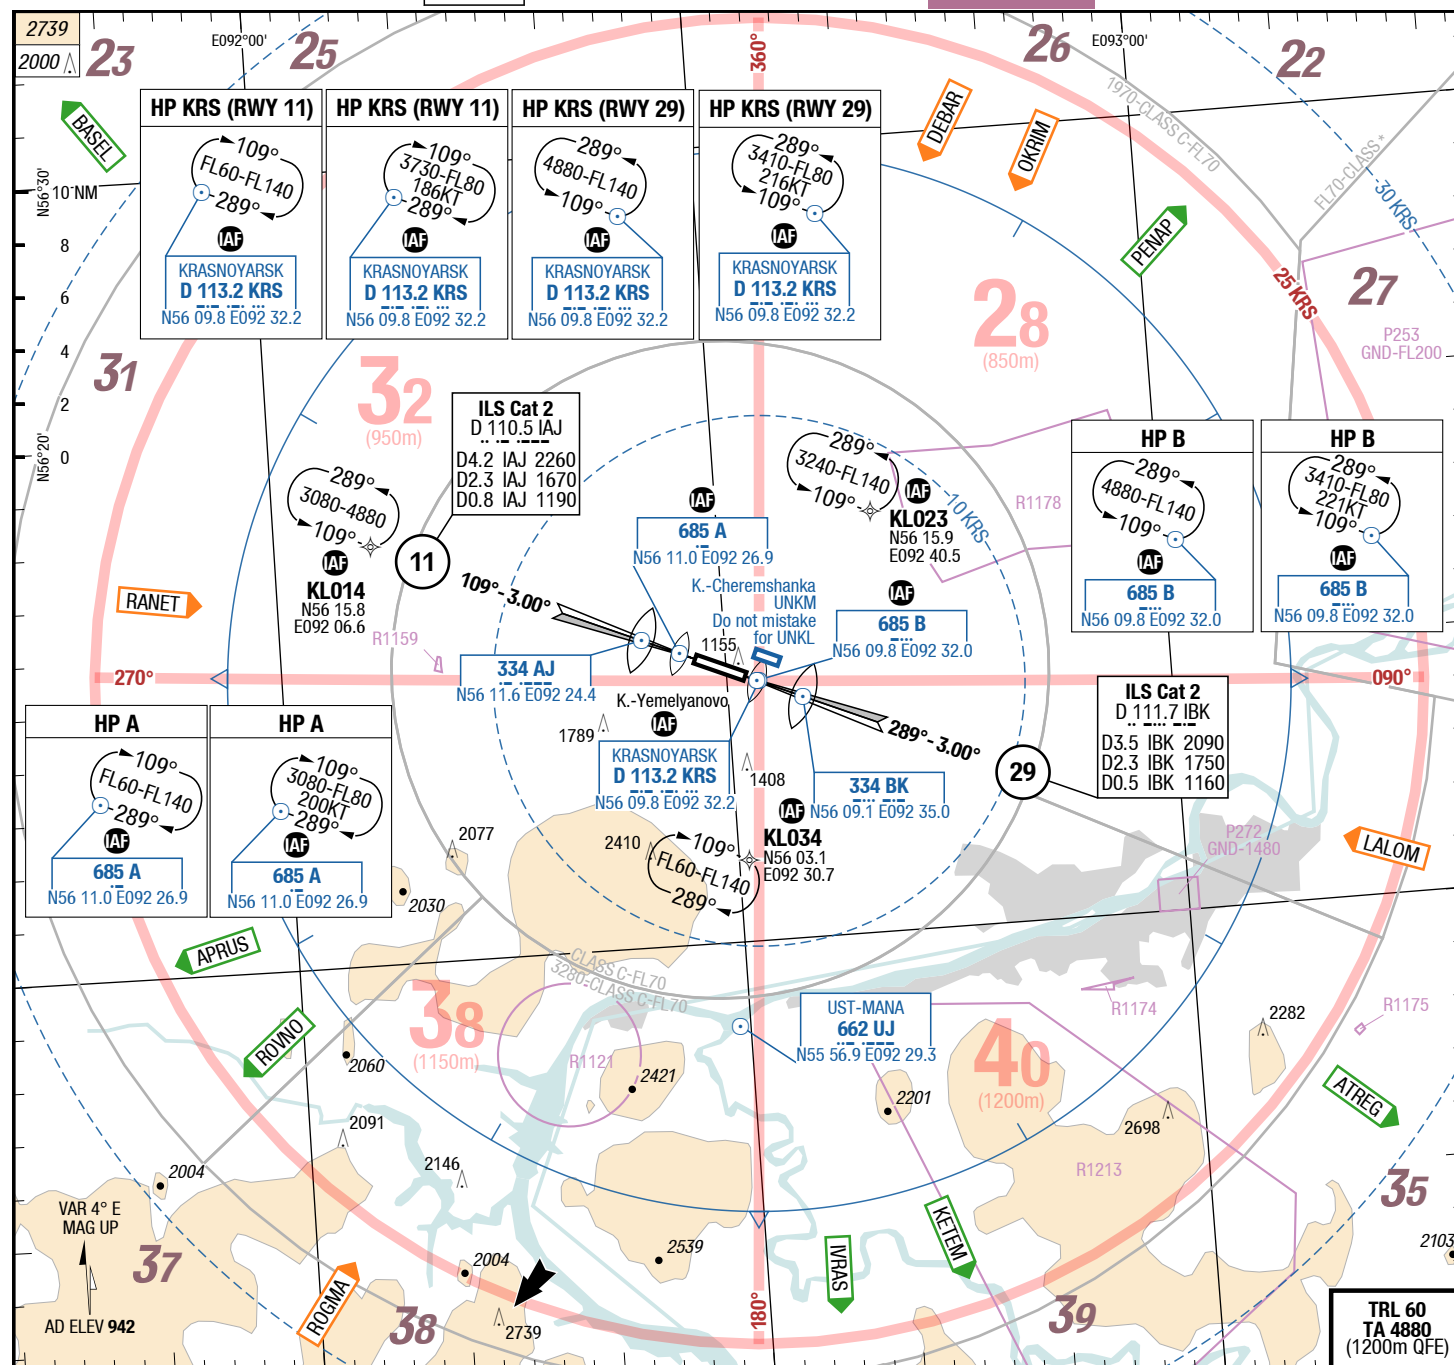 2739
2000
23
25
26
22
E092°00'
E093°00'
360°
1970-CLASS C-FL70
FL70-CLASS *
30 KRS
BASEL
DEBAR
OKRIM
PENAP
N56°30'
10 NM
8
6
4
2
0
N56°20'
HP KRS (RWY 11)
109°
FL60-FL140
289°
IAF
KRASNOYARSK
D 113.2 KRS
N56 09.8 E092 32.2
HP KRS (RWY 11)
109°
3730-FL80
186KT
289°
IAF
KRASNOYARSK
D 113.2 KRS
N56 09.8 E092 32.2
HP KRS (RWY 29)
289°
4880-FL140
109°
IAF
KRASNOYARSK
D 113.2 KRS
N56 09.8 E092 32.2
HP KRS (RWY 29)
289°
3410-FL80
216KT
109°
IAF
KRASNOYARSK
D 113.2 KRS
N56 09.8 E092 32.2
25 KRS
27
P253
GND-FL200
28
(850m)
31
32
(950m)
ILS Cat 2
D 110.5 IAJ
D4.2 IAJ 2260
D2.3 IAJ 1670
D0.8 IAJ 1190
289°
3080-4880
109°
IAF
KL014
N56 15.8
E092 06.6
11
109°-3.00°
RANET
R1159
IAF
685 A
N56 11.0 E092 26.9
289°
3240-FL140
109°
IAF
KL023
N56 15.9
E092 40.5
10 KRS
R1178
HP B
289°
4880-FL140
109°
IAF
685 B
N56 09.8 E092 32.0
HP B
289°
3410-FL80
221KT
109°
IAF
685 B
N56 09.8 E092 32.0
K.-Cheremshanka
UNKM
Do not mistake
for UNKL
1155
IAF
685 B
N56 09.8 E092 32.0
334 AJ
N56 11.6 E092 24.4
270°
090°
K.-Yemelyanovo
IAF
KRASNOYARSK
D 113.2 KRS
N56 09.8 E092 32.2
1789
1408
289°-3.00°
29
ILS Cat 2
D 111.7 IBK
D3.5 IBK 2090
D2.3 IBK 1750
D0.5 IBK 1160
334 BK
N56 09.1 E092 35.0
HP A
109°
FL60-FL140
289°
IAF
685 A
N56 11.0 E092 26.9
HP A
109°
3080-FL80
200KT
289°
IAF
685 A
N56 11.0 E092 26.9
2077
2410
2030
109°
FL60-FL140
289°
IAF
KL034
N56 03.1
E092 30.7
P272
GND-1480
LALOM
APRUS
CLASS C-FL70
3280-CLASS C-FL70
38
(1150m)
R1121
UST-MANA
662 UJ
N55 56.9 E092 29.3
R1174
R1175
2282
ROVNO
2060
2421
2201
40
(1200m)
ATREG
2091
2146
2698
R1213
2004
35
VAR 4° E
MAG UP
37
AD ELEV 942
2004
2539
KETEM
IVRAS
2103
ROGMA
38
2739
180°
39
TRL 60
TA 4880
(1200m QFE)